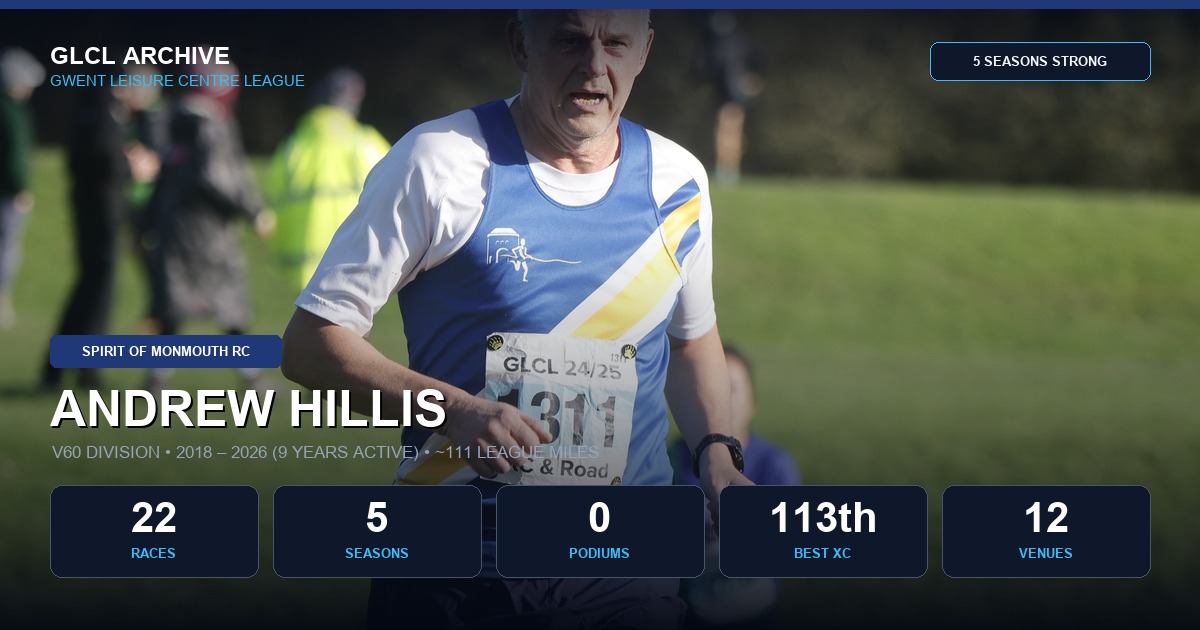 GLCL ARCHIVE
GWENT LEISURE CENTRE LEAGUE
5 SEASONS STRONG
1311
GLCL 24/25
1311
& Road
SPIRIT OF MONMOUTH RC
ANDREW HILLIS
V60 DIVISION • 2018 – 2026 (9 YEARS ACTIVE) • ~111 LEAGUE MILES
22
RACES
5
SEASONS
0
PODIUMS
113th
BEST XC
12
VENUES